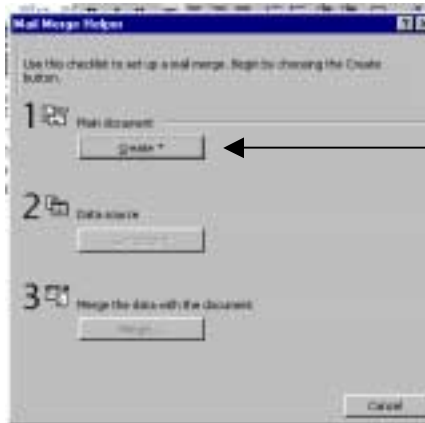 Mail Merge Helper
Use this checklist to set up a mail merge. Begin by choosing the Create
button.
1 Main document
Create
2 Data source
3 Merge the data with the document
Merge...
Cancel